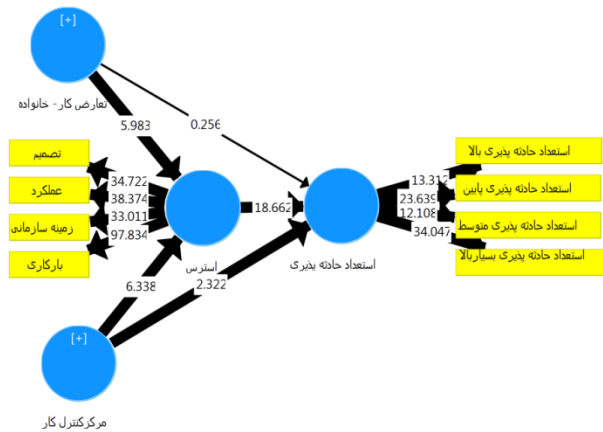 [+]
تعارض کار- خانواده
5.983
0.256
تصمیم
عملکرد
زمینه سازمانی
بارکاری
34.722
38.374
33.011
97.834
استرس
18.662
استعداد حادثه پذیری
13.312
23.639
12.108
34.047
استعداد حادثه پذیری بالا
استعداد حادثه پذیری پایین
استعداد حادثه پذیری متوسط
استعداد حادثه پذیری بسیاربالا
6.338
2.322
[+]
مرکزکنترل کار